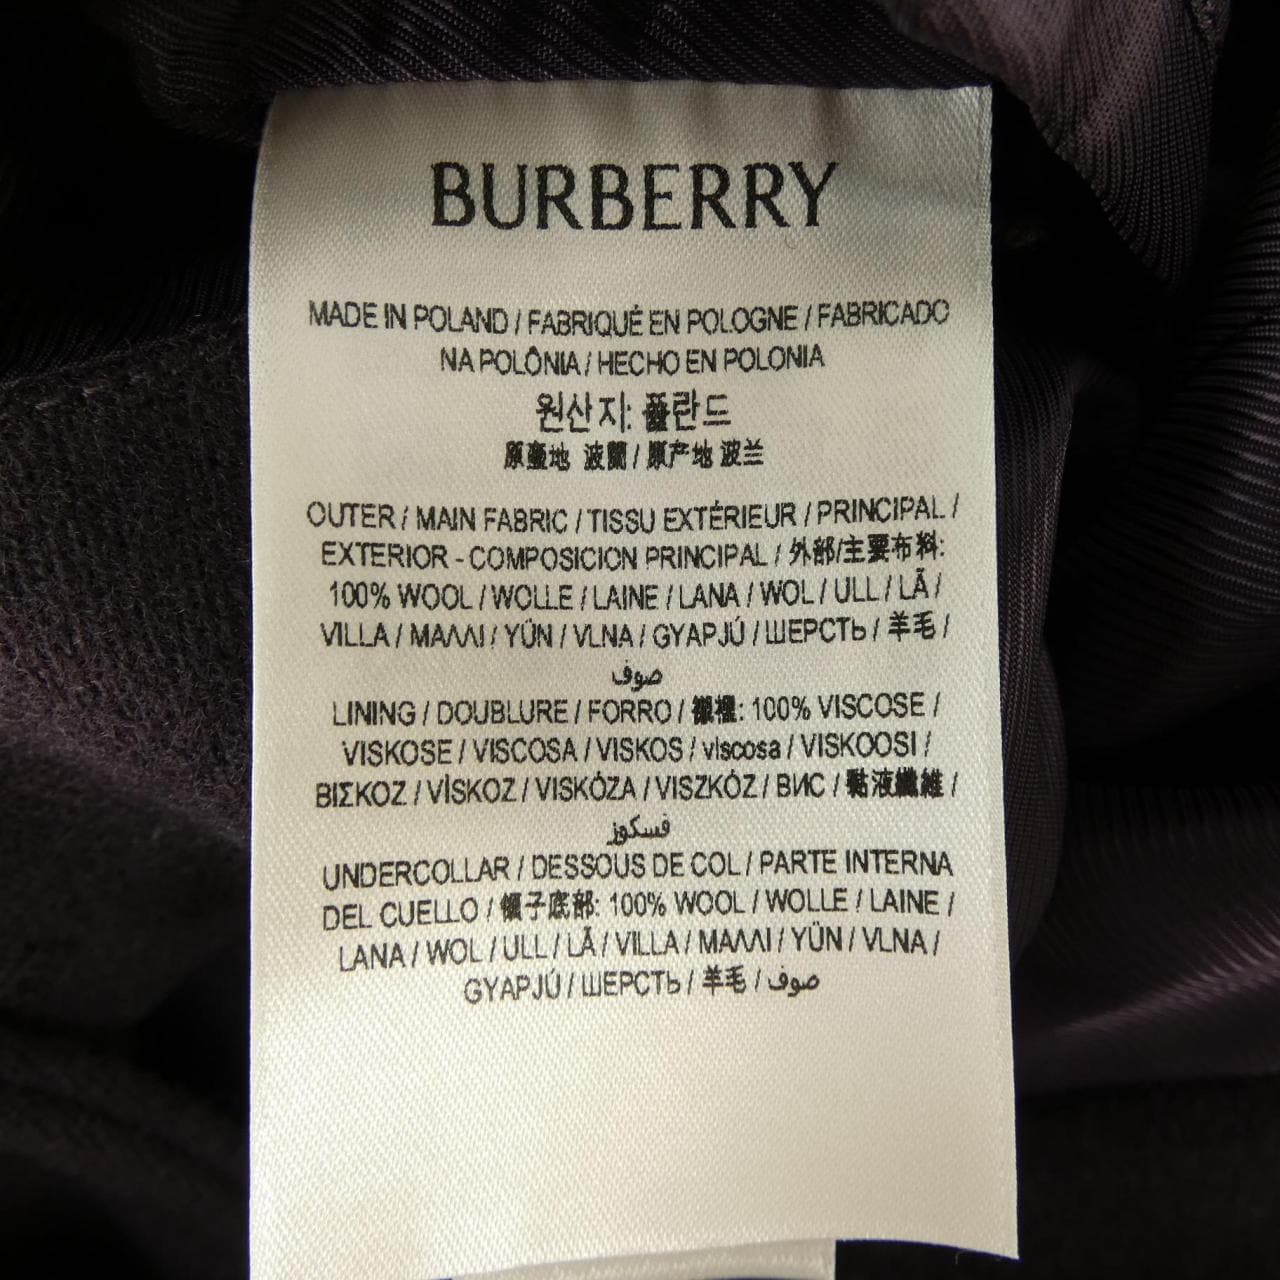 BURBERRY
MADE IN POLAND / FABRIQUÉ EN POLOGNE / FABRICADO
NA POLÔNIA / HECHO EN POLONIA
원산지: 폴란드
原產地 波蘭 / 原产地 波兰
OUTER / MAIN FABRIC / TISSU EXTÉRIEUR / PRINCIPAL /
EXTERIOR - COMPOSICION PRINCIPAL / 外部/主要布料:
100% WOOL / WOLLE / LAINE / LANA / WOL / ULL / LÃ /
VILLA / ΜΑΛΛΙ / YÜN / VLNA / GYAPJÚ / ШЕРСТЬ / 羊毛 /
صوف
LINING / DOUBLURE / FORRO / 襯裡: 100% VISCOSE /
VISKOSE / VISCOSA / VISKOS / viscosa / VISKOOSI /
ΒΙΣΚΟΖ / VİSKOZ / VISKÓZA / VISZKÓZ / ВИС / 黏液纖維 /
فسكوز
UNDERCOLLAR / DESSOUS DE COL / PARTE INTERNA
DEL CUELLO / 領子底部: 100% WOOL / WOLLE / LAINE /
LANA / WOL / ULL / LÃ / VILLA / ΜΑΛΛΙ / YÜN / VLNA /
GYAPJÚ / ШЕРСТЬ / 羊毛 / صوف